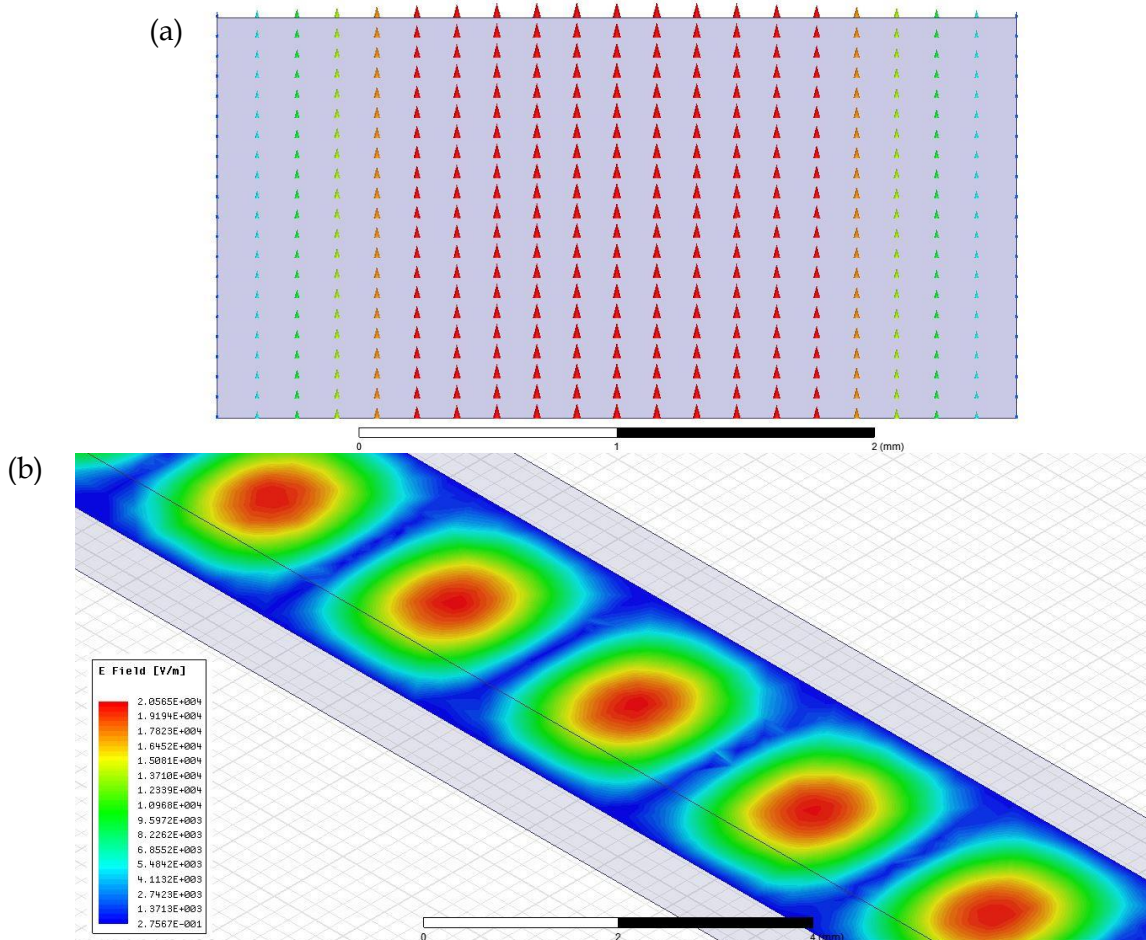 (a)
0 1 2 (mm)
(b)
E Field [V/m]
2.0565E+004
1.9194E+004
1.7823E+004
1.6452E+004
1.5081E+004
1.3710E+004
1.2339E+004
1.0968E+004
9.5972E+003
8.2262E+003
6.8552E+003
5.4842E+003
4.1132E+003
2.7423E+003
1.3713E+003
2.7567E-001
0 2 4 (mm)